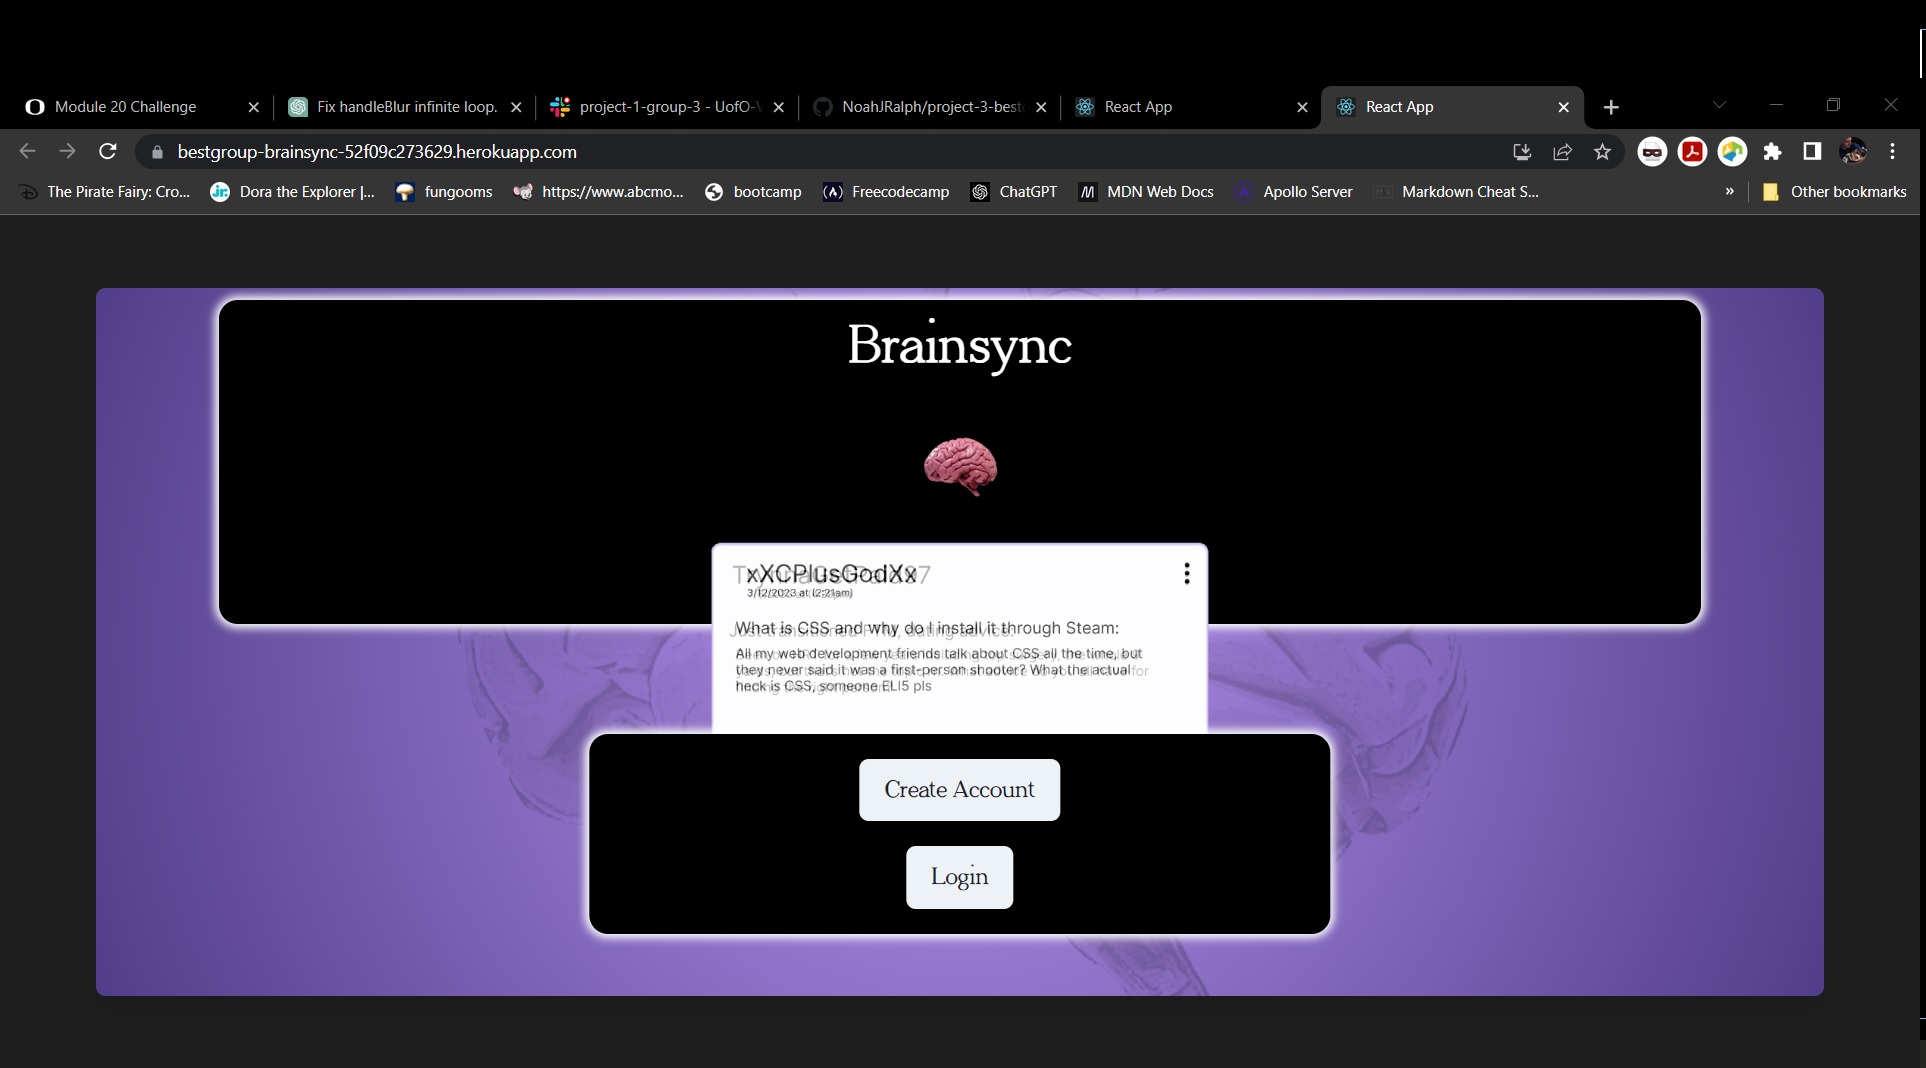 Module 20 Challenge
Fix handleBlur infinite loop.
project-1-group-3 - UofO-V
NoahJRalph/project-3-best
React App
React App
bestgroup-brainsync-52f09c273629.herokuapp.com
The Pirate Fairy: Cro...
Dora the Explorer |...
fungooms
https://www.abcmo...
bootcamp
Freecodecamp
ChatGPT
MDN Web Docs
Apollo Server
Markdown Cheat S...
»
Other bookmarks
Brainsync
xXCPlusGodXx
3/12/2023 at (2:21am)
What is CSS and why do I install it through Steam:
All my web development friends talk about CSS all the time, but
they never said it was a first-person shooter? What the actual
heck is CSS, someone ELI5 pls
Create Account
Login